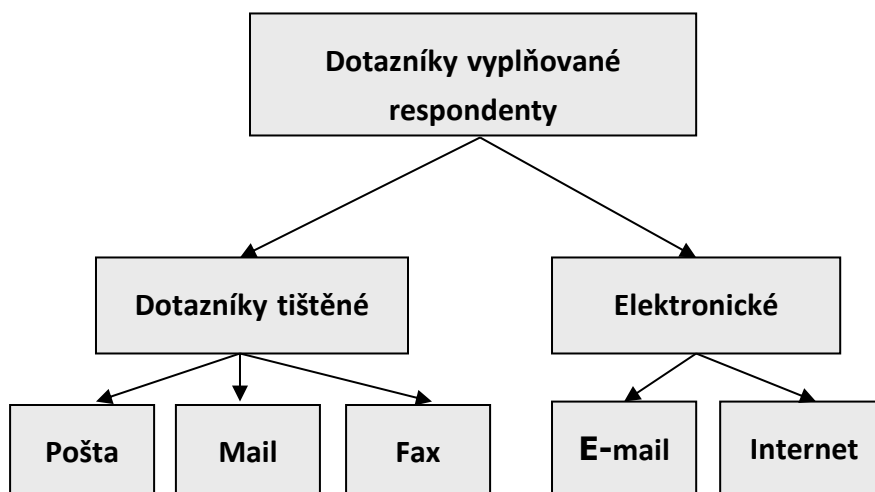 Dotazníky vyplňované
respondenty
Dotazníky tištěné
Elektronické
Pošta
Mail
Fax
E-mail
Internet